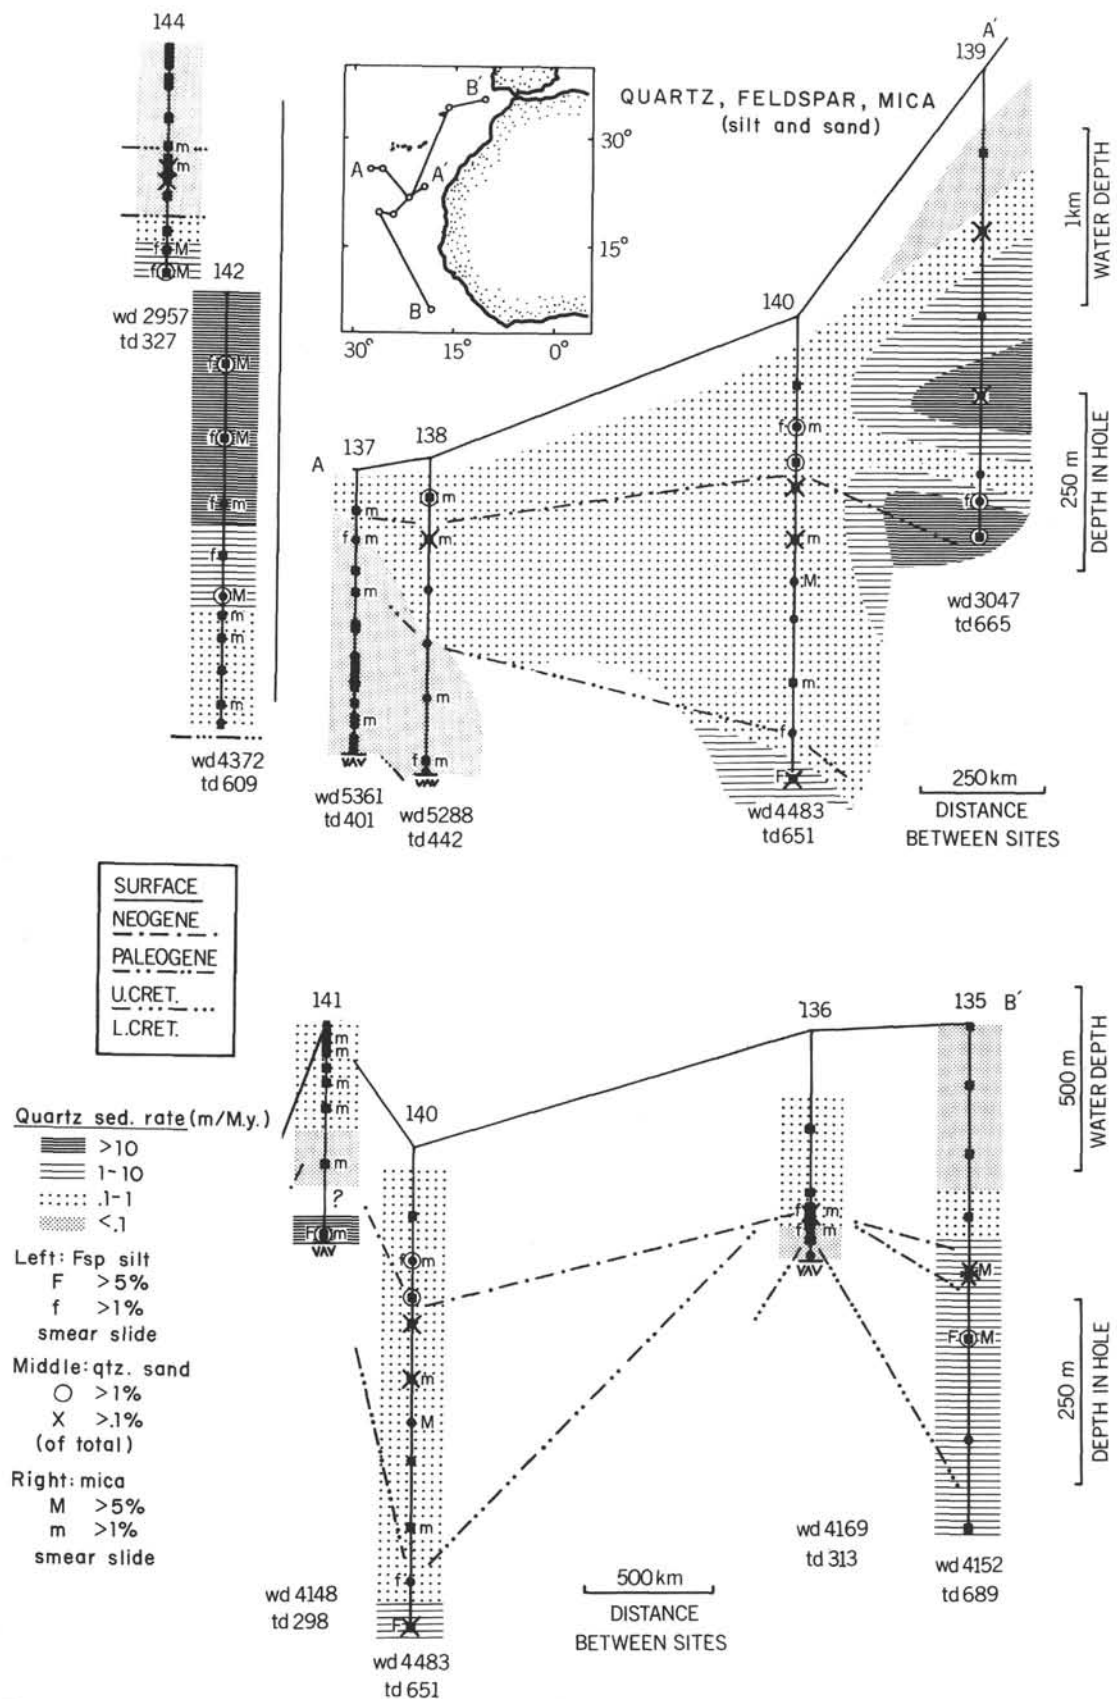 144
142
wd 2957
td 327
wd 4372
td 609
B'
A
A'
B
30°
15°
30°
15°
0°
QUARTZ, FELDSPAR, MICA
(silt and sand)
A'
139
140
A
137
138
m
m
f M
f M
f M
f M
f m
f
M
m
m
m
m
f m
m
m
m
m
m
m
f m
f m
M
m
f
F
f
wd 5361
td 401
wd 5288
td 442
wd 4483
td 651
wd 3047
td 665
1km
WATER DEPTH
250 m
DEPTH IN HOLE
250 km
DISTANCE
BETWEEN SITES
SURFACE
NEOGENE
PALEOGENE
U.CRET.
L.CRET.
Quartz sed. rate (m/M.y.)
>10
1-10
.1-1
<.1
Left: Fsp silt
F >5%
f >1%
smear slide
Middle: qtz. sand
O >1%
X >.1%
(of total)
Right: mica
M >5%
m >1%
smear slide
141
140
136
135
B'
m
m
m
m
m
?
F m
f m
m
M
m
f
F
f m
f m
M
F M
wd 4148
td 298
wd 4483
td 651
wd 4169
td 313
wd 4152
td 689
500 km
DISTANCE
BETWEEN SITES
500 m
WATER DEPTH
250 m
DEPTH IN HOLE